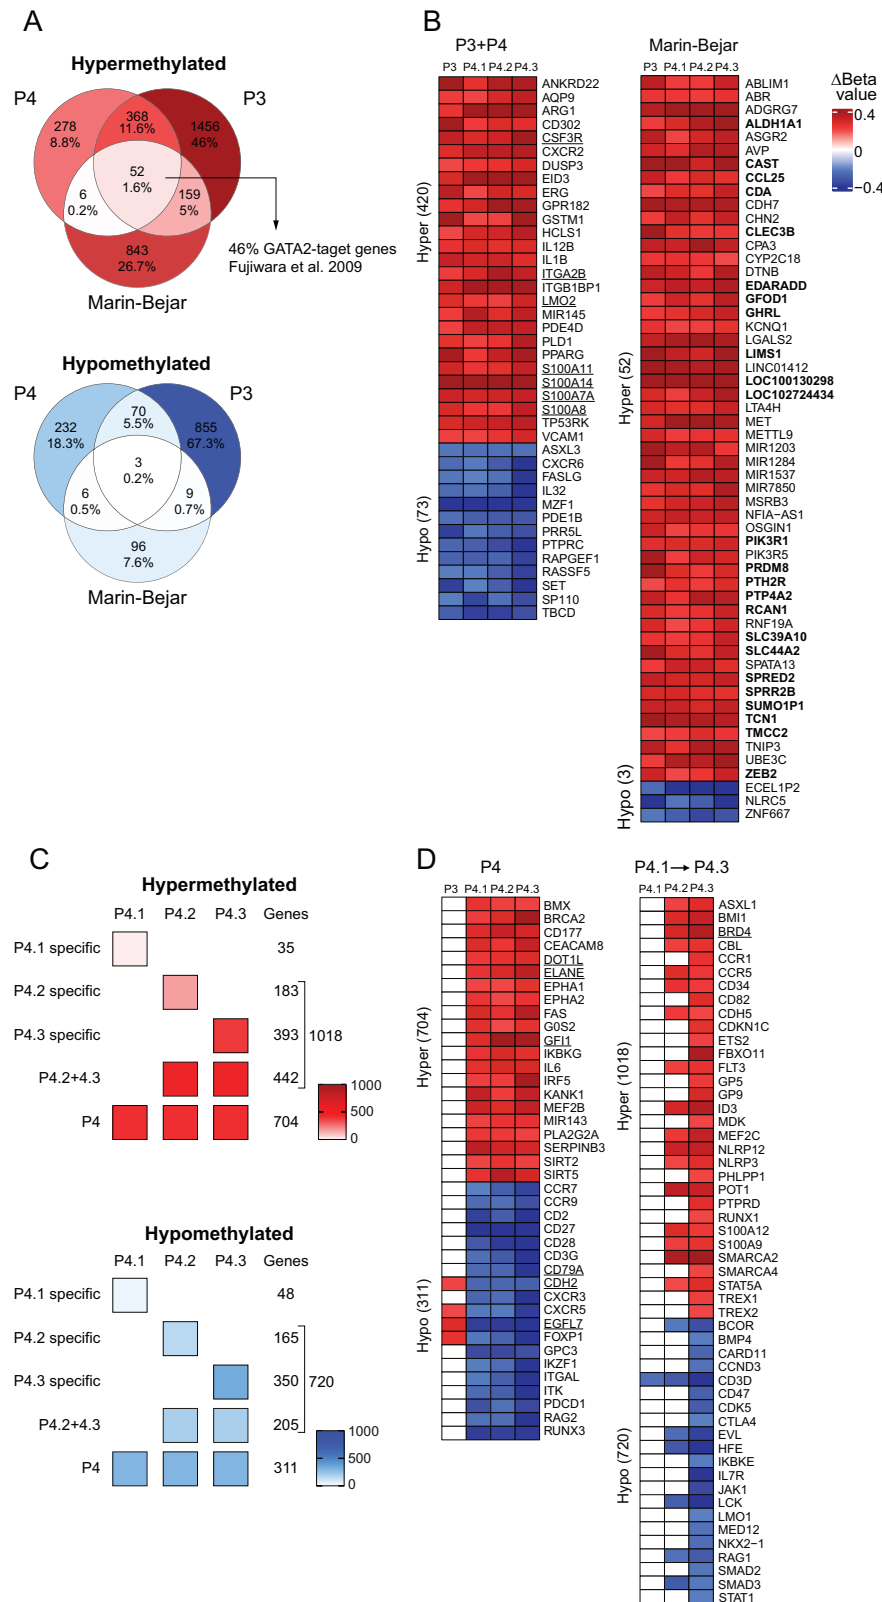 A
Hypermethylated
P4
P3
278
8.8%
368
11.6%
1456
46%
52
1.6%
6
0.2%
159
5%
843
26.7%
46% GATA2-taget genes
Fujiwara et al. 2009
Marin-Bejar
Hypomethylated
P4
P3
232
18.3%
70
5.5%
855
67.3%
3
0.2%
6
0.5%
9
0.7%
96
7.6%
Marin-Bejar
B
P3+P4
P3 P4.1 P4.2 P4.3
Hyper (420)
ANKRD22
AQP9
ARG1
CD302
CSF3R
CXCR2
DUSP3
EID3
ERG
GPR182
GSTM1
HCLS1
IL12B
IL1B
ITGA2B
ITGB1BP1
LMO2
MIR145
PDE4D
PLD1
PPARG
S100A11
S100A14
S100A7A
S100A8
TP53RK
VCAM1
Hypo (73)
ASXL3
CXCR6
FASLG
IL32
MZF1
PDE1B
PRR5L
PTPRC
RAPGEF1
RASSF5
SET
SP110
TBCD
Marin-Bejar
P3 P4.1 P4.2 P4.3
Hyper (52)
ABLIM1
ABR
ADGRG7
ALDH1A1
ASGR2
AVP
CAST
CCL25
CDA
CDH7
CHN2
CLEC3B
CPA3
CYP2C18
DTNB
EDARADD
GFOD1
GHRL
KCNQ1
LGALS2
LIMS1
LINC01412
LOC100130298
LOC102724434
LTA4H
MET
METTL9
MIR1203
MIR1284
MIR1537
MIR7850
MSRB3
NFIA−AS1
OSGIN1
PIK3R1
PIK3R5
PRDM8
PTH2R
PTP4A2
RCAN1
RNF19A
SLC39A10
SLC44A2
SPATA13
SPRED2
SPRR2B
SUMO1P1
TCN1
TMCC2
TNIP3
UBE3C
ZEB2
Hypo (3)
ECEL1P2
NLRC5
ZNF667
ΔBeta
value
0.4
0
−0.4
C
Hypermethylated
P4.1 P4.2 P4.3 Genes
P4.1 specific 35
P4.2 specific 183
P4.3 specific 393
1018
P4.2+4.3 442
P4 704
1000
500
0
Hypomethylated
P4.1 P4.2 P4.3 Genes
P4.1 specific 48
P4.2 specific 165
P4.3 specific 350
720
P4.2+4.3 205
P4 311
1000
500
0
D
P4
P3 P4.1 P4.2 P4.3
Hyper (704)
BMX
BRCA2
CD177
CEACAM8
DOT1L
ELANE
EPHA1
EPHA2
FAS
G0S2
GFI1
IKBKG
IL6
IRF5
KANK1
MEF2B
MIR143
PLA2G2A
SERPINB3
SIRT2
SIRT5
Hypo (311)
CCR7
CCR9
CD2
CD27
CD28
CD3G
CD79A
CDH2
CXCR3
CXCR5
EGFL7
FOXP1
GPC3
IKZF1
ITGAL
ITK
PDCD1
RAG2
RUNX3
P4.1→ P4.3
P4.1 P4.2 P4.3
Hyper (1018)
ASXL1
BMI1
BRD4
CBL
CCR1
CCR5
CD34
CD82
CDH5
CDKN1C
ETS2
FBXO11
FLT3
GP5
GP9
ID3
MDK
MEF2C
NLRP12
NLRP3
PHLPP1
POT1
PTPRD
RUNX1
S100A12
S100A9
SMARCA2
SMARCA4
STAT5A
TREX1
TREX2
Hypo (720)
BCOR
BMP4
CARD11
CCND3
CD3D
CD47
CDK5
CTLA4
EVL
HFE
IKBKE
IL7R
JAK1
LCK
LMO1
MED12
NKX2−1
RAG1
SMAD2
SMAD3
STAT1